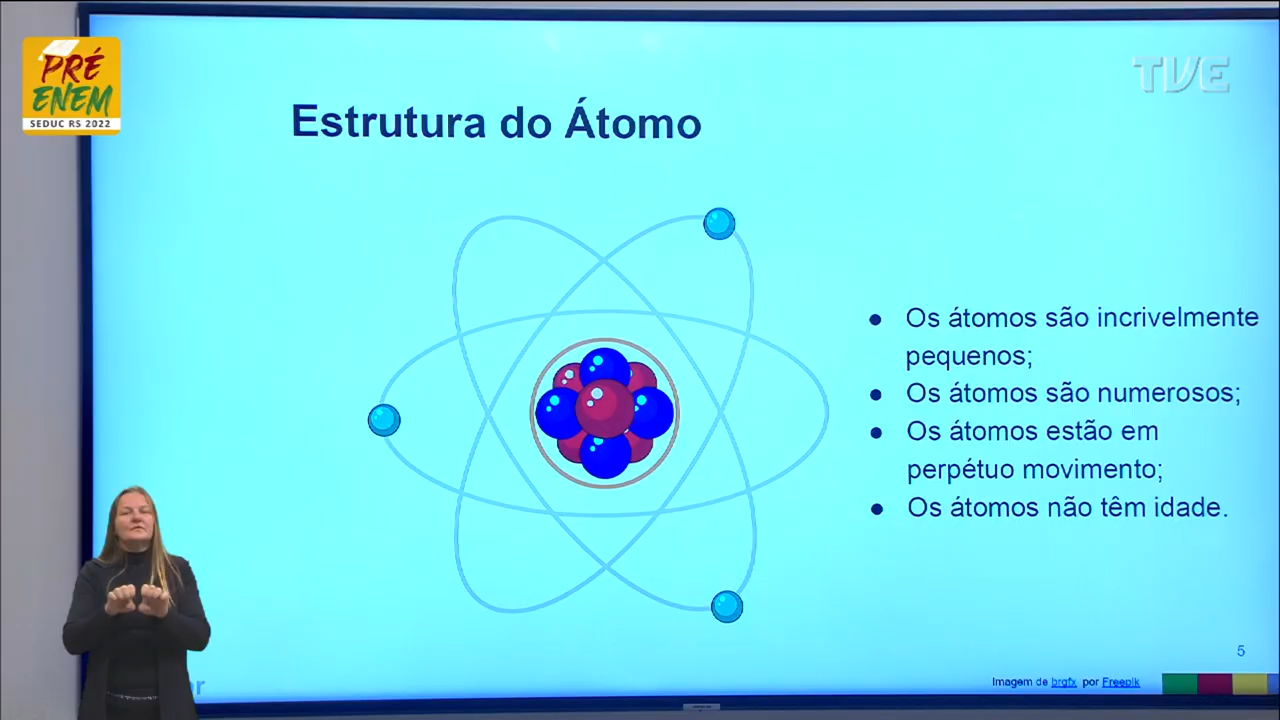 PRÉ
ENEM
SEDUC RS 2022
TVE
Estrutura do Átomo
● Os átomos são incrivelmente
pequenos;
● Os átomos são numerosos;
● Os átomos estão em
perpétuo movimento;
● Os átomos não têm idade.
5
Imagem de brgfx por Freepik